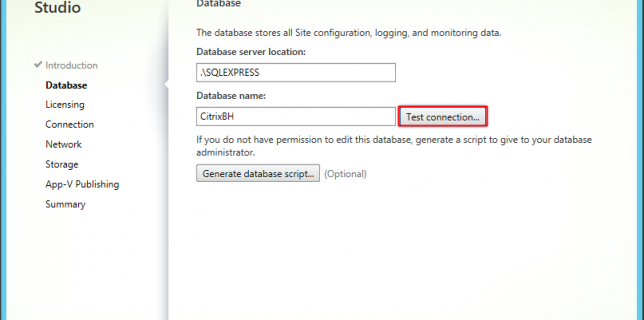 Studio
✔ Introduction
Database
Licensing
Connection
Network
Storage
App-V Publishing
Summary
Database
The database stores all Site configuration, logging, and monitoring data.
Database server location:
.\SQLEXPRESS
Database name:
CitrixBH
Test connection...
If you do not have permission to edit this database, generate a script to give to your database
administrator.
Generate database script... (Optional)